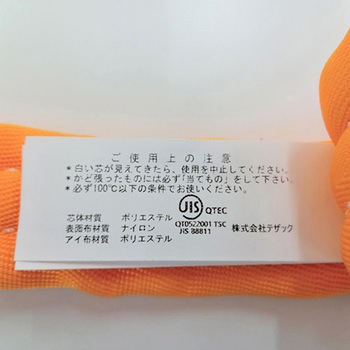 ご使用上の注意
*白い芯が見えてきたら、使用を中止してください。
*かど張ったものには必ず「当てもの」をしてください。
*必ず100℃以下の条件でお使いください。
JIS QTEC
芯体材質 ポリエステル QT0522001 TSC
表面布材質 ナイロン JIS B8811 株式会社テザック
アイ布材質 ポリエステル